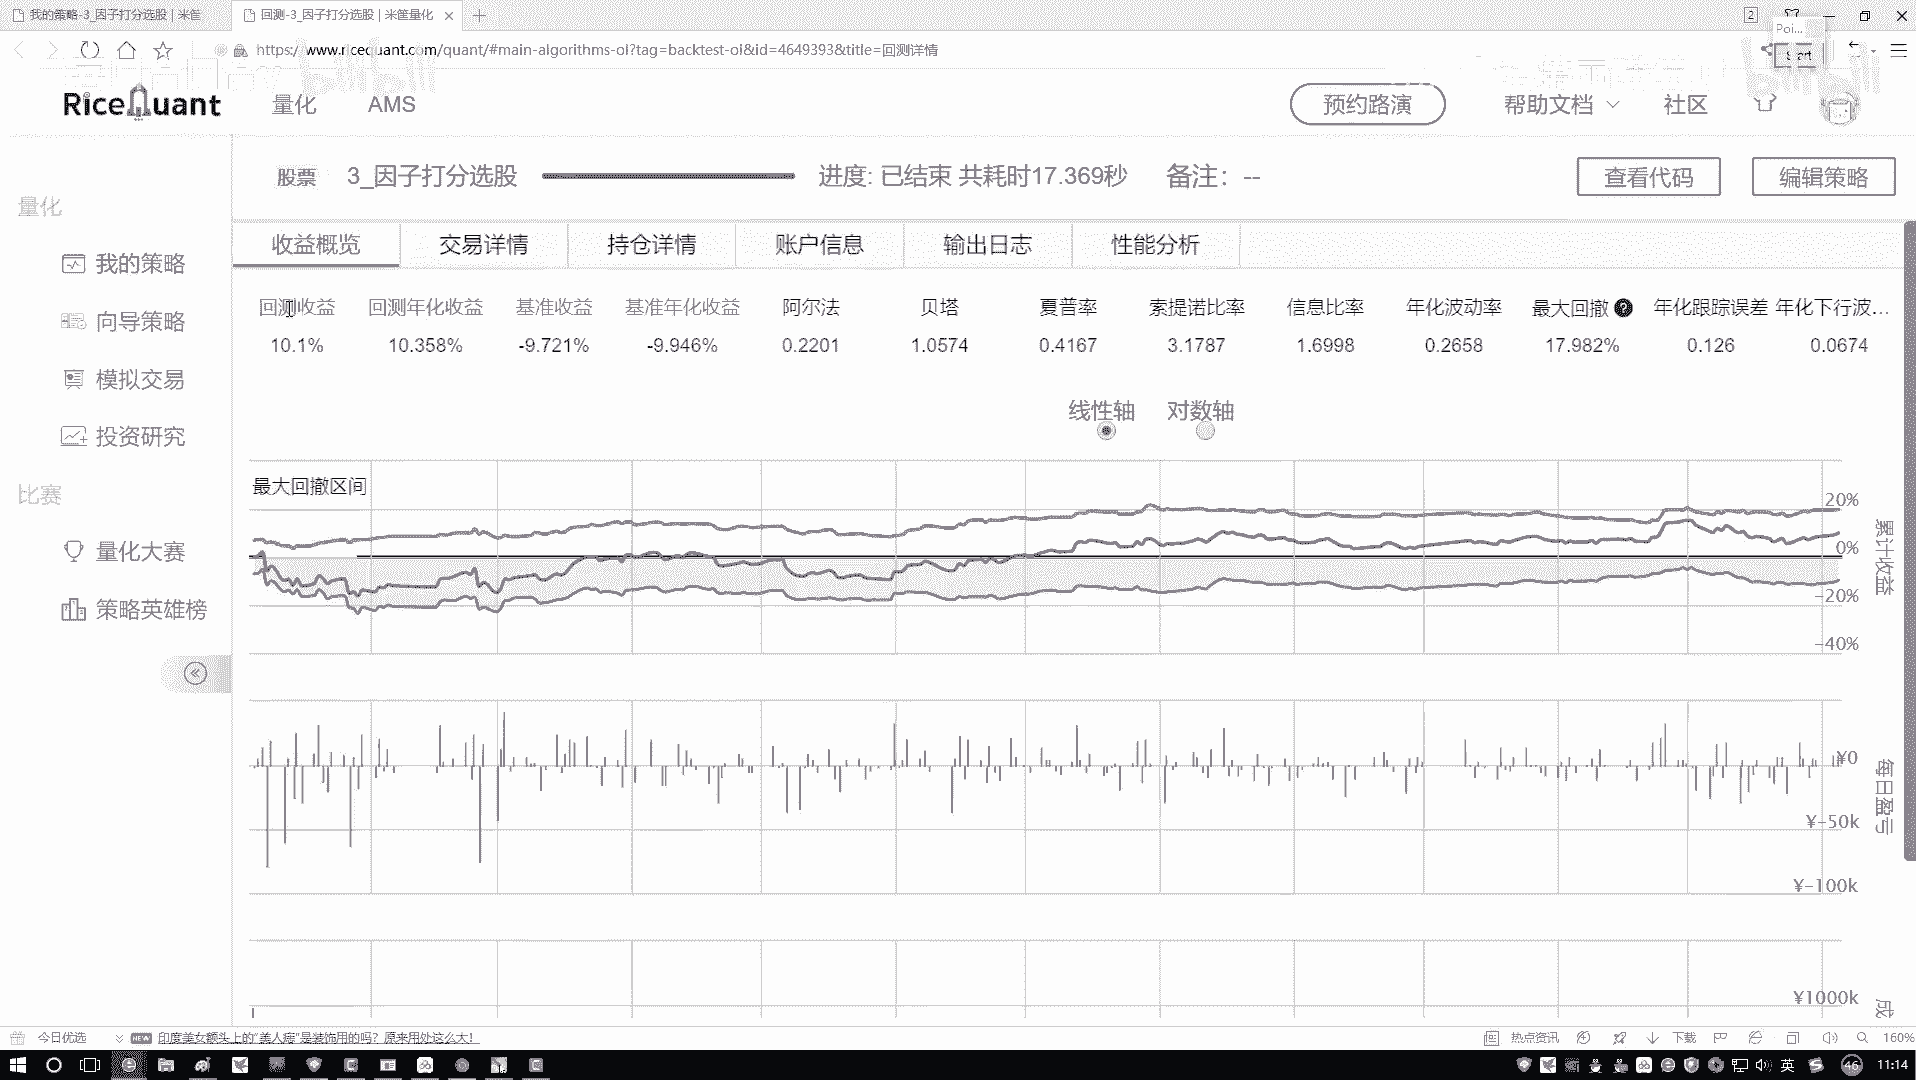 我的策略-3_因子打分选股 | 米筐
回测-3_因子打分选股 | 米筐量化
2
Poi...
https://www.ricequant.com/quant/#main-algorithms-ol?tag=backtest-ol&id=4649393&title=回测详情
Start
RiceQuant
量化
AMS
预约路演
帮助文档
社区
股票
3_因子打分选股
进度: 已结束 共耗时17.369秒
备注：--
查看代码
编辑策略
量化
我的策略
向导策略
模拟交易
投资研究
比赛
量化大赛
策略英雄榜
收益概览
交易详情
持仓详情
账户信息
输出日志
性能分析
回测收益 回测年化收益 基准收益 基准年化收益 阿尔法 贝塔 夏普率 索提诺比率 信息比率 年化波动率 最大回撤 年化跟踪误差 年化下行波...
10.1% 10.358% -9.721% -9.946% 0.2201 1.0574 0.4167 3.1787 1.6998 0.2658 17.982% 0.126 0.0674
线性轴 对数轴
最大回撤区间
20%
0%
-20%
-40%
累计收益
¥0
¥-50k
¥-100k
每日盈亏
¥1000k
成
今日优选
NEW
印度美女额头上的“美人痣”是装饰用的吗？原来用处这么大！
热点资讯
下载
160%
英
46
11:14